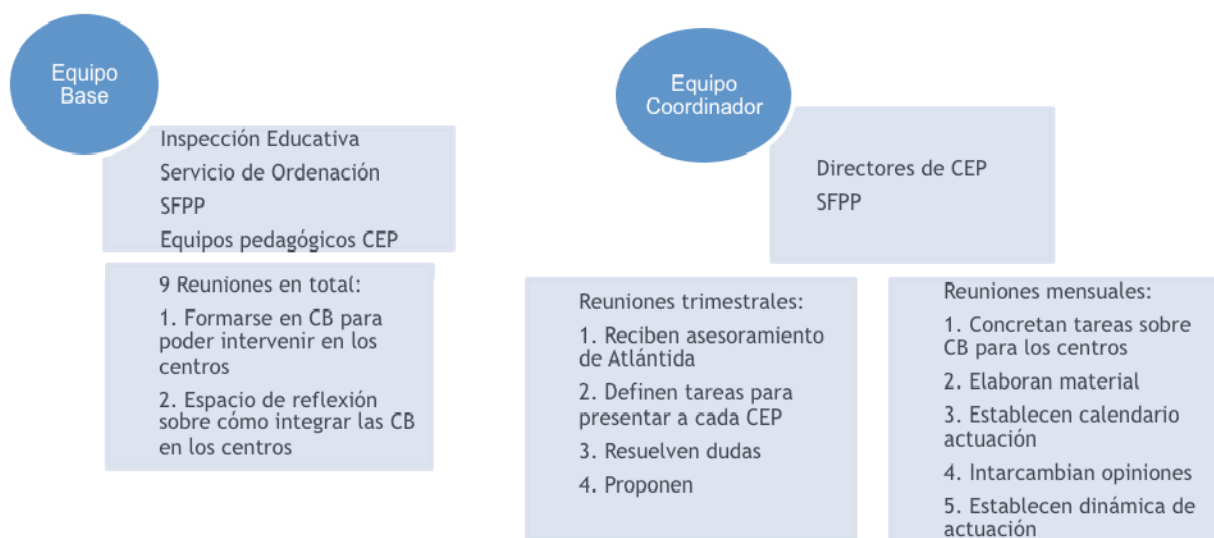 Equipo
Base
Inspección Educativa
Servicio de Ordenación
SFPP
Equipos pedagógicos CEP
9 Reuniones en total:
1. Formarse en CB para
poder intervenir en los
centros
2. Espacio de reflexión
sobre cómo integrar las CB
en los centros
Equipo
Coordinador
Directores de CEP
SFPP
Reuniones trimestrales:
1. Reciben asesoramiento
de Atlántida
2. Definen tareas para
presentar a cada CEP
3. Resuelven dudas
4. Proponen
Reuniones mensuales:
1. Concretan tareas sobre
CB para los centros
2. Elaboran material
3. Establecen calendario
actuación
4. Intarcambian opiniones
5. Establecen dinámica de
actuación